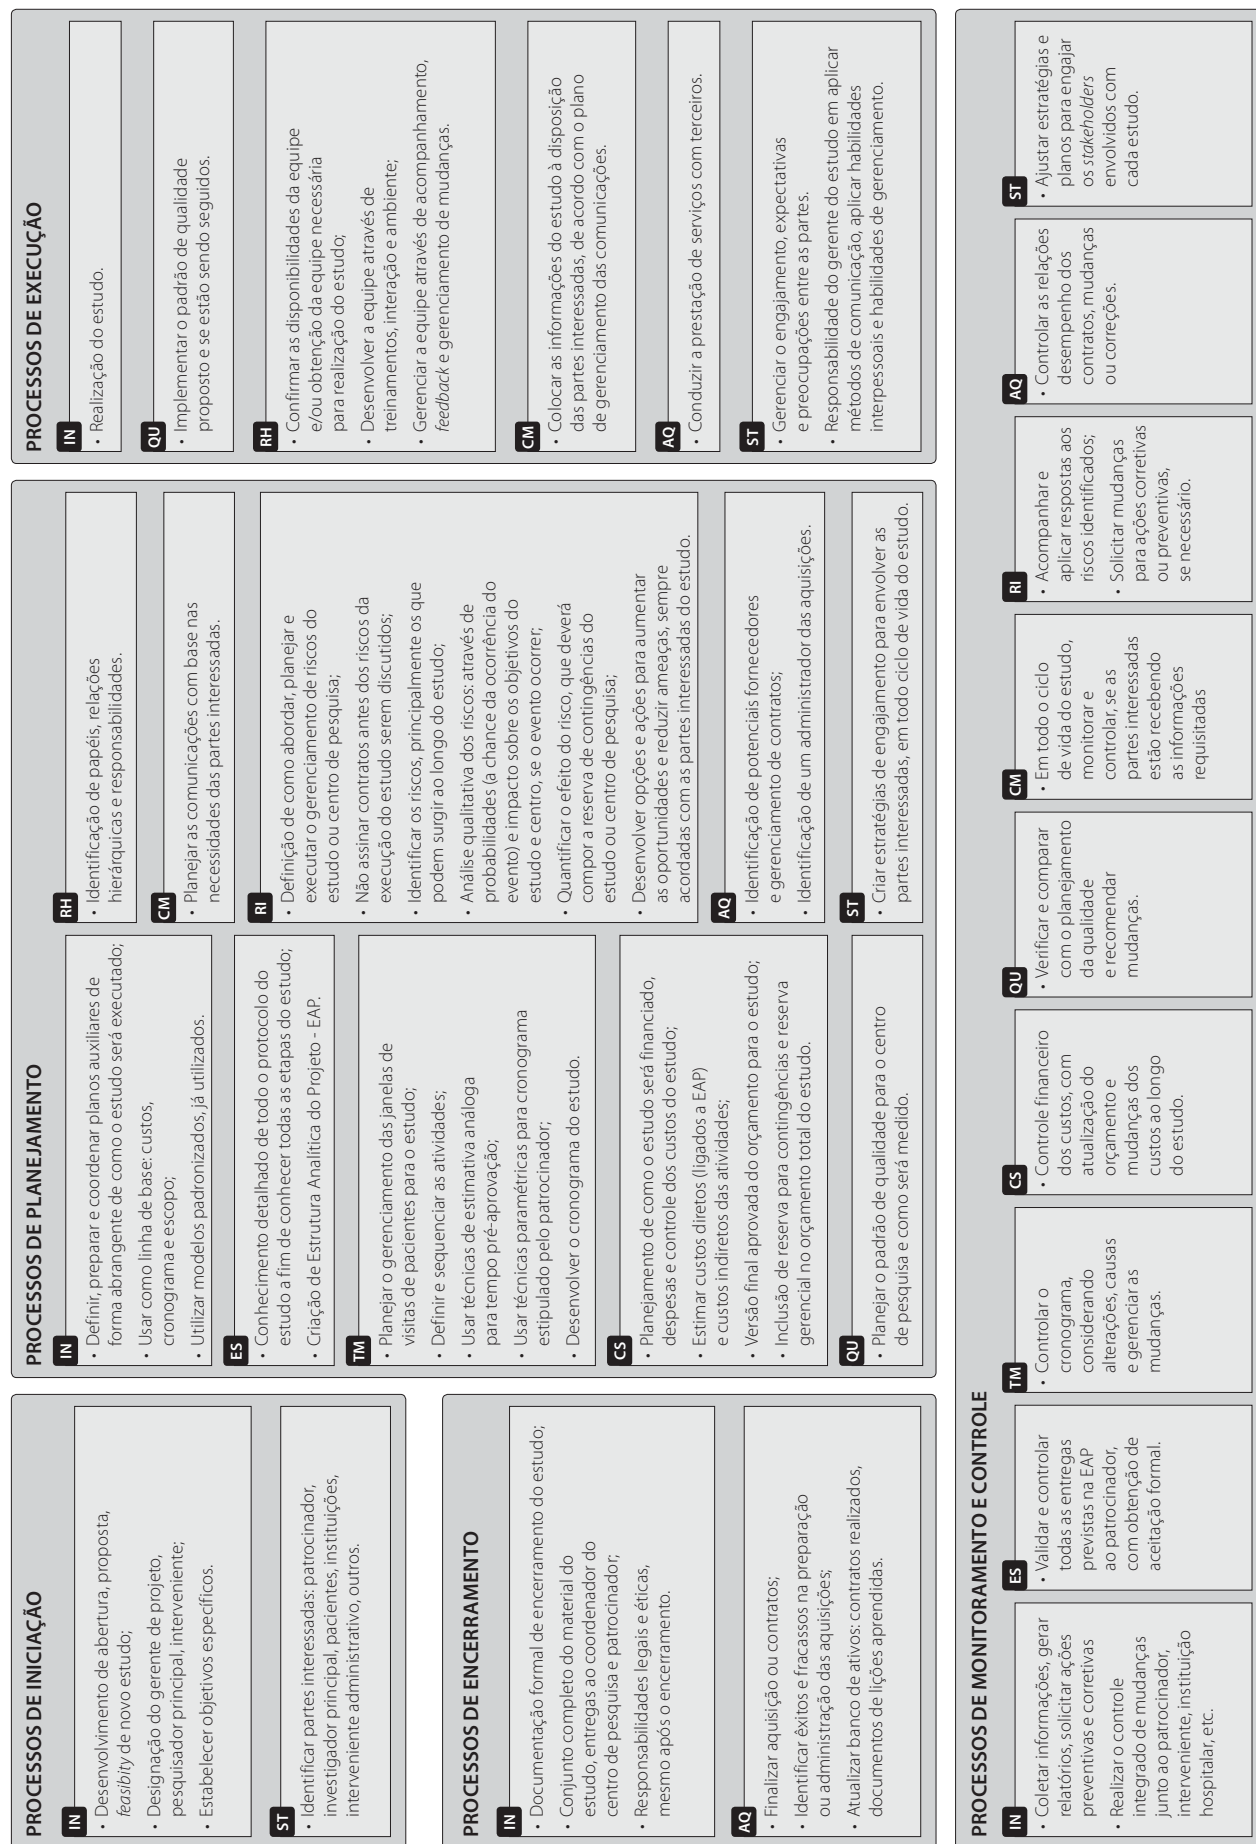 PROCESSOS DE INICIAÇÃO
IN
• Desenvolvimento de abertura, proposta,
feasibity de novo estudo;
• Designação do gerente de projeto,
pesquisador principal, interveniente;
• Estabelecer objetivos específicos.
ST
• Identificar partes interessadas: patrocinador,
investigador principal, pacientes, instituições,
interveniente administrativo, outros.
PROCESSOS DE PLANEJAMENTO
IN
• Definir, preparar e coordenar planos auxiliares de
forma abrangente de como o estudo será executado;
• Usar como linha de base: custos,
cronograma e escopo;
• Utilizar modelos padronizados, já utilizados.
ES
• Conhecimento detalhado de todo o protocolo do
estudo a fim de conhecer todas as etapas do estudo;
• Criação de Estrutura Analítica do Projeto - EAP.
TM
• Planejar o gerenciamento das janelas de
visitas de pacientes para o estudo;
• Definir e sequenciar as atividades;
• Usar técnicas de estimativa análoga
para tempo pré-aprovação;
• Usar técnicas paramétricas para cronograma
estipulado pelo patrocinador;
• Desenvolver o cronograma do estudo.
CS
• Planejamento de como o estudo será financiado,
despesas e controle dos custos do estudo;
• Estimar custos diretos (ligados a EAP)
e custos indiretos das atividades;
• Versão final aprovada do orçamento para o estudo;
• Inclusão de reserva para contingências e reserva
gerencial no orçamento total do estudo.
QU
• Planejar o padrão de qualidade para o centro
de pesquisa e como será medido.
RH
• Identificação de papéis, relações
hierárquicas e responsabilidades.
CM
• Planejar as comunicações com base nas
necessidades das partes interessadas.
RI
• Definição de como abordar, planejar e
executar o gerenciamento de riscos do
estudo ou centro de pesquisa;
• Não assinar contratos antes dos riscos da
execução do estudo serem discutidos;
• Identificar os riscos, principalmente os que
podem surgir ao longo do estudo;
• Análise qualitativa dos riscos: através de
probabilidades (a chance da ocorrência do
evento) e impacto sobre os objetivos do
estudo e centro, se o evento ocorrer;
• Quantificar o efeito do risco, que deverá
compor a reserva de contingências do
estudo ou centro de pesquisa;
• Desenvolver opções e ações para aumentar
as oportunidades e reduzir ameaças, sempre
acordadas com as partes interessadas do estudo.
AQ
• Identificação de potenciais fornecedores
e gerenciamento de contratos;
• Identificação de um administrador das aquisições.
ST
• Criar estratégias de engajamento para envolver as
partes interessadas, em todo ciclo de vida do estudo.
PROCESSOS DE EXECUÇÃO
IN
• Realização do estudo.
QU
• Implementar o padrão de qualidade
proposto e se estão sendo seguidos.
RH
• Confirmar as disponibilidades da equipe
e/ou obtenção da equipe necessária
para realização do estudo;
• Desenvolver a equipe através de
treinamentos, interação e ambiente;
• Gerenciar a equipe através de acompanhamento,
feedback e gerenciamento de mudanças.
CM
• Colocar as informações do estudo à disposição
das partes interessadas, de acordo com o plano
de gerenciamento das comunicações.
AQ
• Conduzir a prestação de serviços com terceiros.
ST
• Gerenciar o engajamento, expectativas
e preocupações entre as partes.
• Responsabilidade do gerente do estudo em aplicar
métodos de comunicação, aplicar habilidades
interpessoais e habilidades de gerenciamento.
PROCESSOS DE ENCERRAMENTO
IN
• Documentação formal de encerramento do estudo;
• Conjunto completo do material do
estudo, entregas ao coordenador do
centro de pesquisa e patrocinador;
• Responsabilidades legais e éticas,
mesmo após o encerramento.
AQ
• Finalizar aquisição ou contratos;
• Identificar êxitos e fracassos na preparação
ou administração das aquisições;
• Atualizar banco de ativos: contratos realizados,
documentos de lições aprendidas.
PROCESSOS DE MONITORAMENTO E CONTROLE
IN
• Coletar informações, gerar
relatórios, solicitar ações
preventivas e corretivas
• Realizar o controle
integrado de mudanças
junto ao patrocinador,
interveniente, instituição
hospitalar, etc.
ES
• Validar e controlar
todas as entregas
previstas na EAP
ao patrocinador,
com obtenção de
aceitação formal.
TM
• Controlar o
cronograma,
considerando
alterações, causas
e gerenciar as
mudanças.
CS
• Controle financeiro
dos custos, com
atualização do
orçamento e
mudanças dos
custos ao longo
do estudo.
QU
• Verificar e comparar
com o planejamento
da qualidade
e recomendar
mudanças.
CM
• Em todo o ciclo
de vida do estudo,
monitorar e
controlar, se as
partes interessadas
estão recebendo
as informações
requisitadas
RI
• Acompanhar e
aplicar respostas aos
riscos identificados;
• Solicitar mudanças
para ações corretivas
ou preventivas,
se necessário.
AQ
• Controlar as relações
desempenho dos
contratos, mudanças
ou correções.
ST
• Ajustar estratégias e
planos para engajar
os stakeholders
envolvidos com
cada estudo.